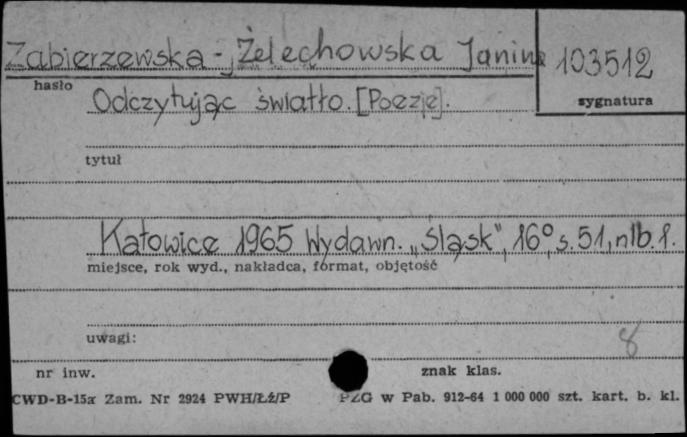 Zabierzewska-Żelechowska Janina 103512
hasło
sygnatura
Odczytując światło. [Poezje].
tytuł
Katowice 1965 Wydawn. „Śląsk", 16° s. 51, nlb. 1.
miejsce, rok wyd., nakładca, format, objętość
uwagi:
8
nr inw. znak klas.
CWD-B-15a Zam. Nr 2924 PWH/Łż/P PZG w Pab. 912-64 1 000 000 szt. kart. b. kl.